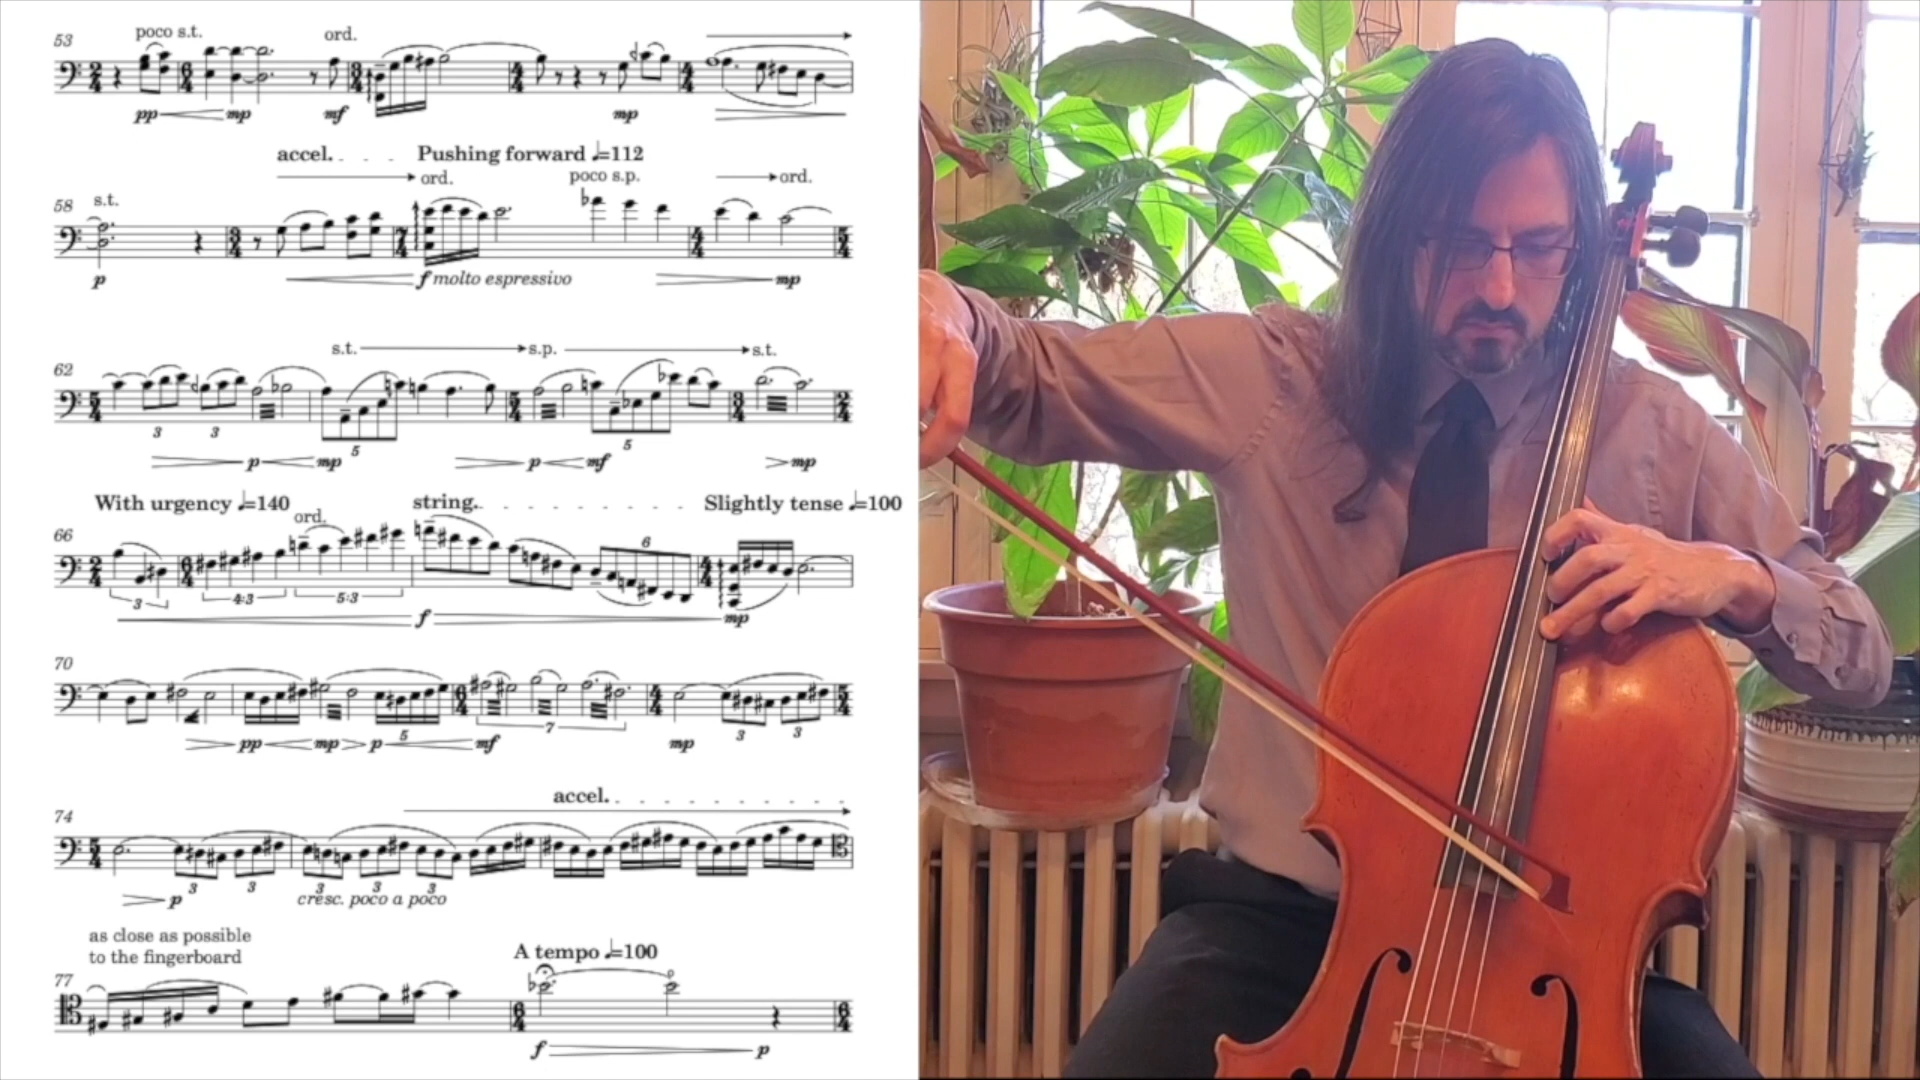 53 poco s.t. ord.
pp mp mf mp
accel. Pushing forward ♩=112
58 s.t. ord. poco s.p. ord.
p f molto espressivo mp
62 s.t. s.p. s.t.
3 3 5 5
p mp p mf mp
With urgency ♩=140 string. Slightly tense ♩=100
66 ord. 6
3 4:3 5:3
f mp
70
5 7 3 3
pp mp p mf mp
accel.
74
3 3 3 3 3
p cresc. poco a poco
as close as possible
to the fingerboard
A tempo ♩=100
77
f p